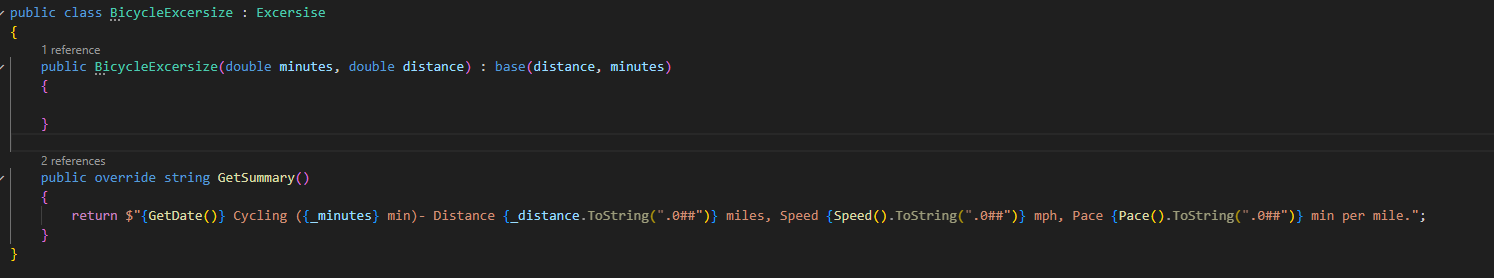 public class BicycleExcersize : Excersise
{
1 reference
public BicycleExcersize(double minutes, double distance) : base(distance, minutes)
{
}
2 references
public override string GetSummary()
{
return $"{GetDate()} Cycling ({_minutes} min)- Distance {_distance.ToString(".0##")} miles, Speed {Speed().ToString(".0##")} mph, Pace {Pace().ToString(".0##")} min per mile.";
}
}